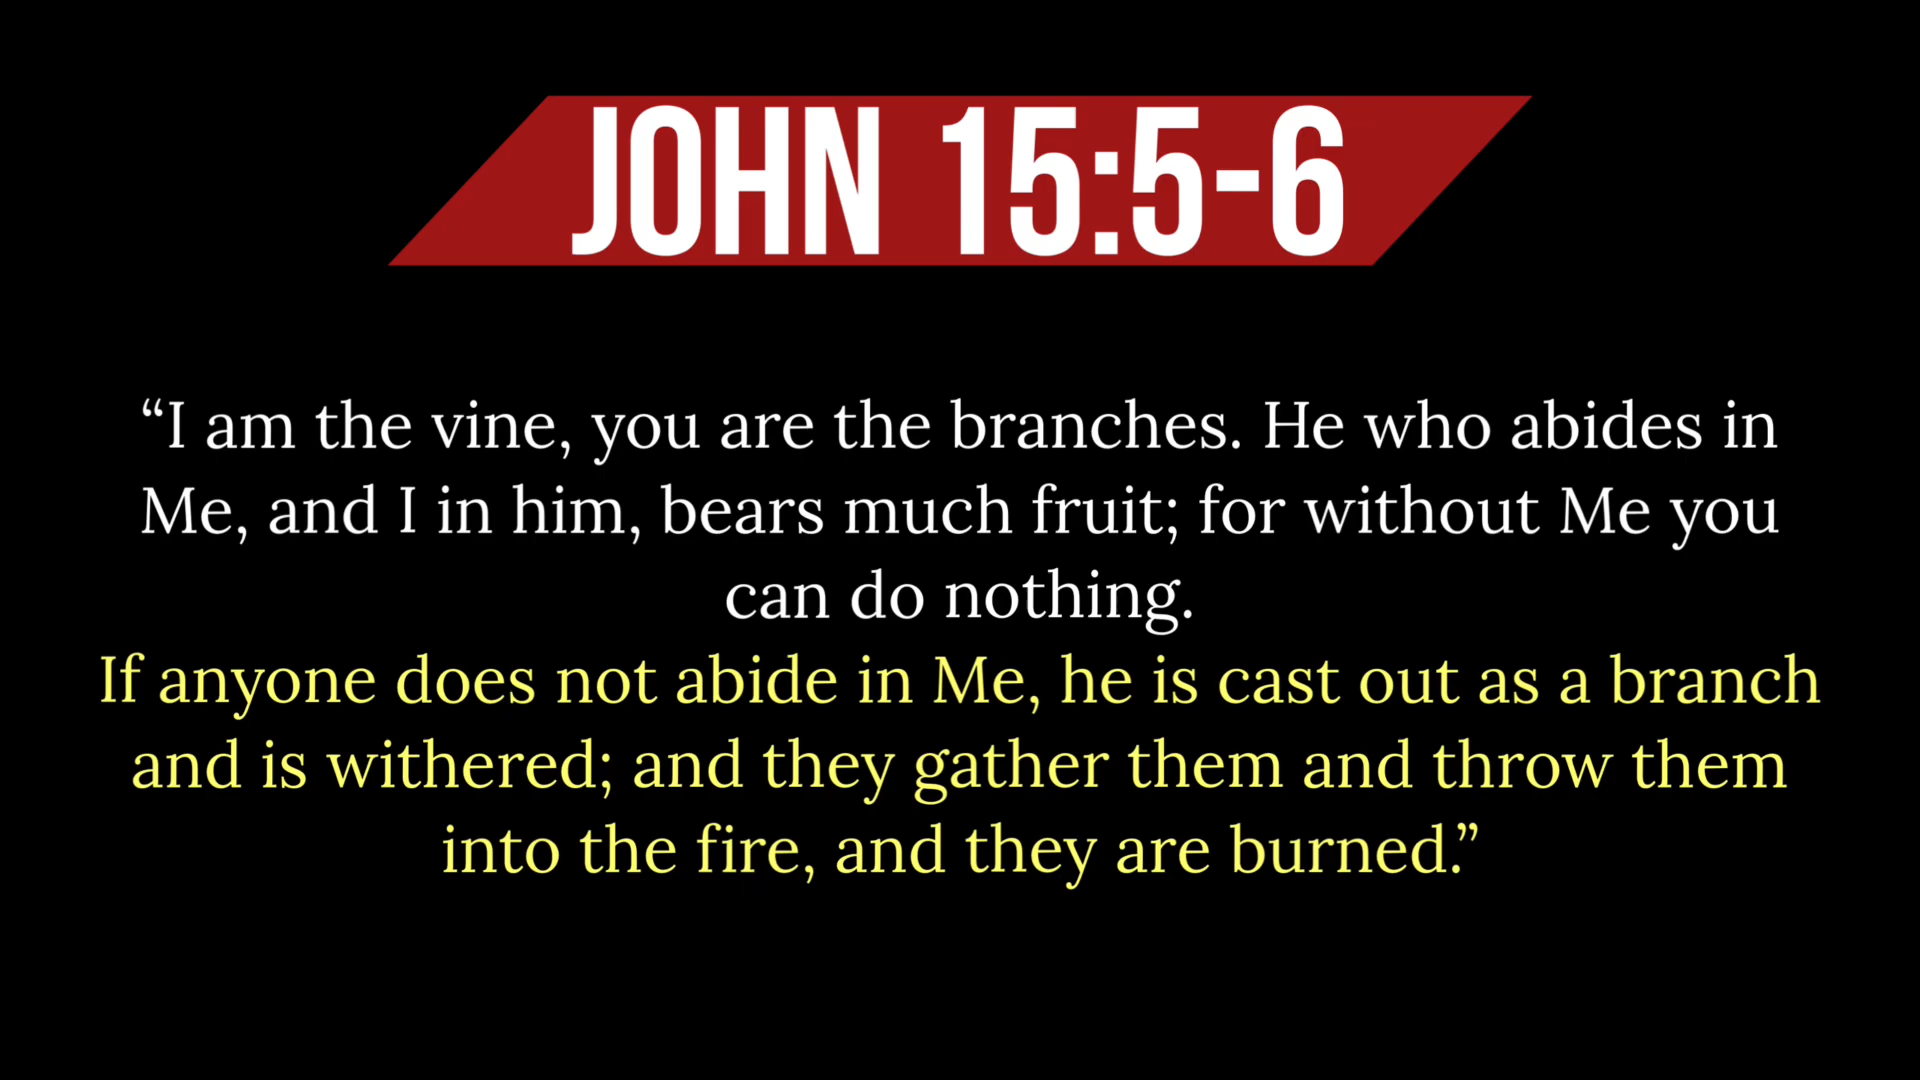 JOHN 15:5-6
“I am the vine, you are the branches. He who abides in
Me, and I in him, bears much fruit; for without Me you
can do nothing.
If anyone does not abide in Me, he is cast out as a branch
and is withered; and they gather them and throw them
into the fire, and they are burned.”